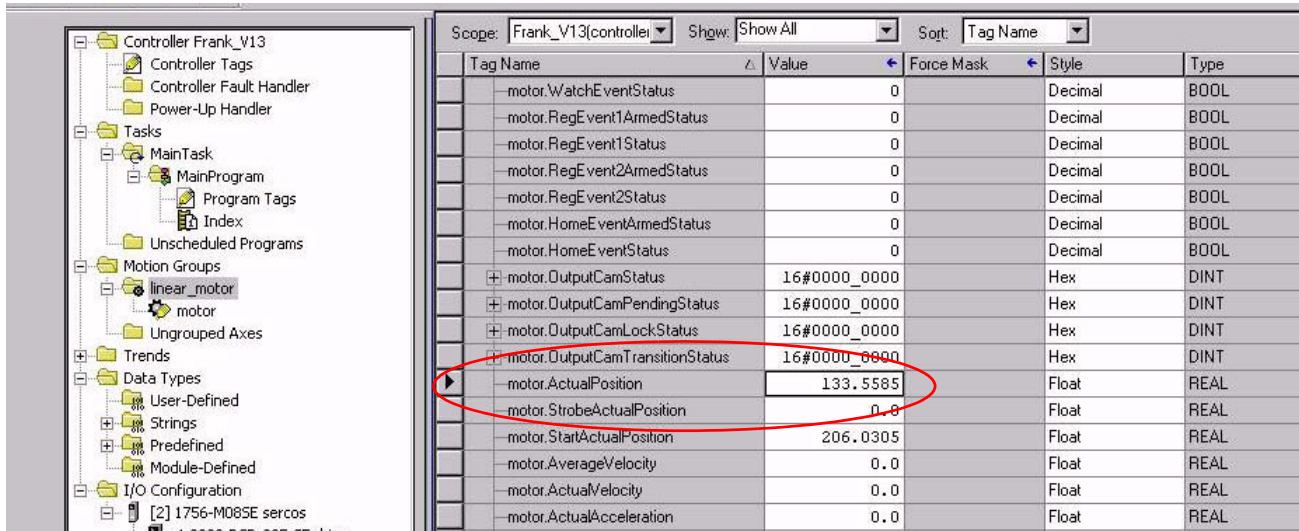 Controller Frank_V13
Controller Tags
Controller Fault Handler
Power-Up Handler
Tasks
MainTask
MainProgram
Program Tags
Index
Unscheduled Programs
Motion Groups
linear_motor
motor
Ungrouped Axes
Trends
Data Types
User-Defined
Strings
Predefined
Module-Defined
I/O Configuration
[2] 1756-M08SE sercos
Scope: Frank_V13(controller Show: Show All Sort: Tag Name
Tag Name Value Force Mask Style Type
motor.WatchEventStatus 0 Decimal BOOL
motor.RegEvent1ArmedStatus 0 Decimal BOOL
motor.RegEvent1Status 0 Decimal BOOL
motor.RegEvent2ArmedStatus 0 Decimal BOOL
motor.RegEvent2Status 0 Decimal BOOL
motor.HomeEventArmedStatus 0 Decimal BOOL
motor.HomeEventStatus 0 Decimal BOOL
motor.OutputCamStatus 16#0000_0000 Hex DINT
motor.OutputCamPendingStatus 16#0000_0000 Hex DINT
motor.OutputCamLockStatus 16#0000_0000 Hex DINT
motor.OutputCamTransitionStatus 16#0000_0000 Hex DINT
motor.ActualPosition 133.5585 Float REAL
motor.StrobeActualPosition 0.0 Float REAL
motor.StartActualPosition 206.0305 Float REAL
motor.AverageVelocity 0.0 Float REAL
motor.ActualVelocity 0.0 Float REAL
motor.ActualAcceleration 0.0 Float REAL